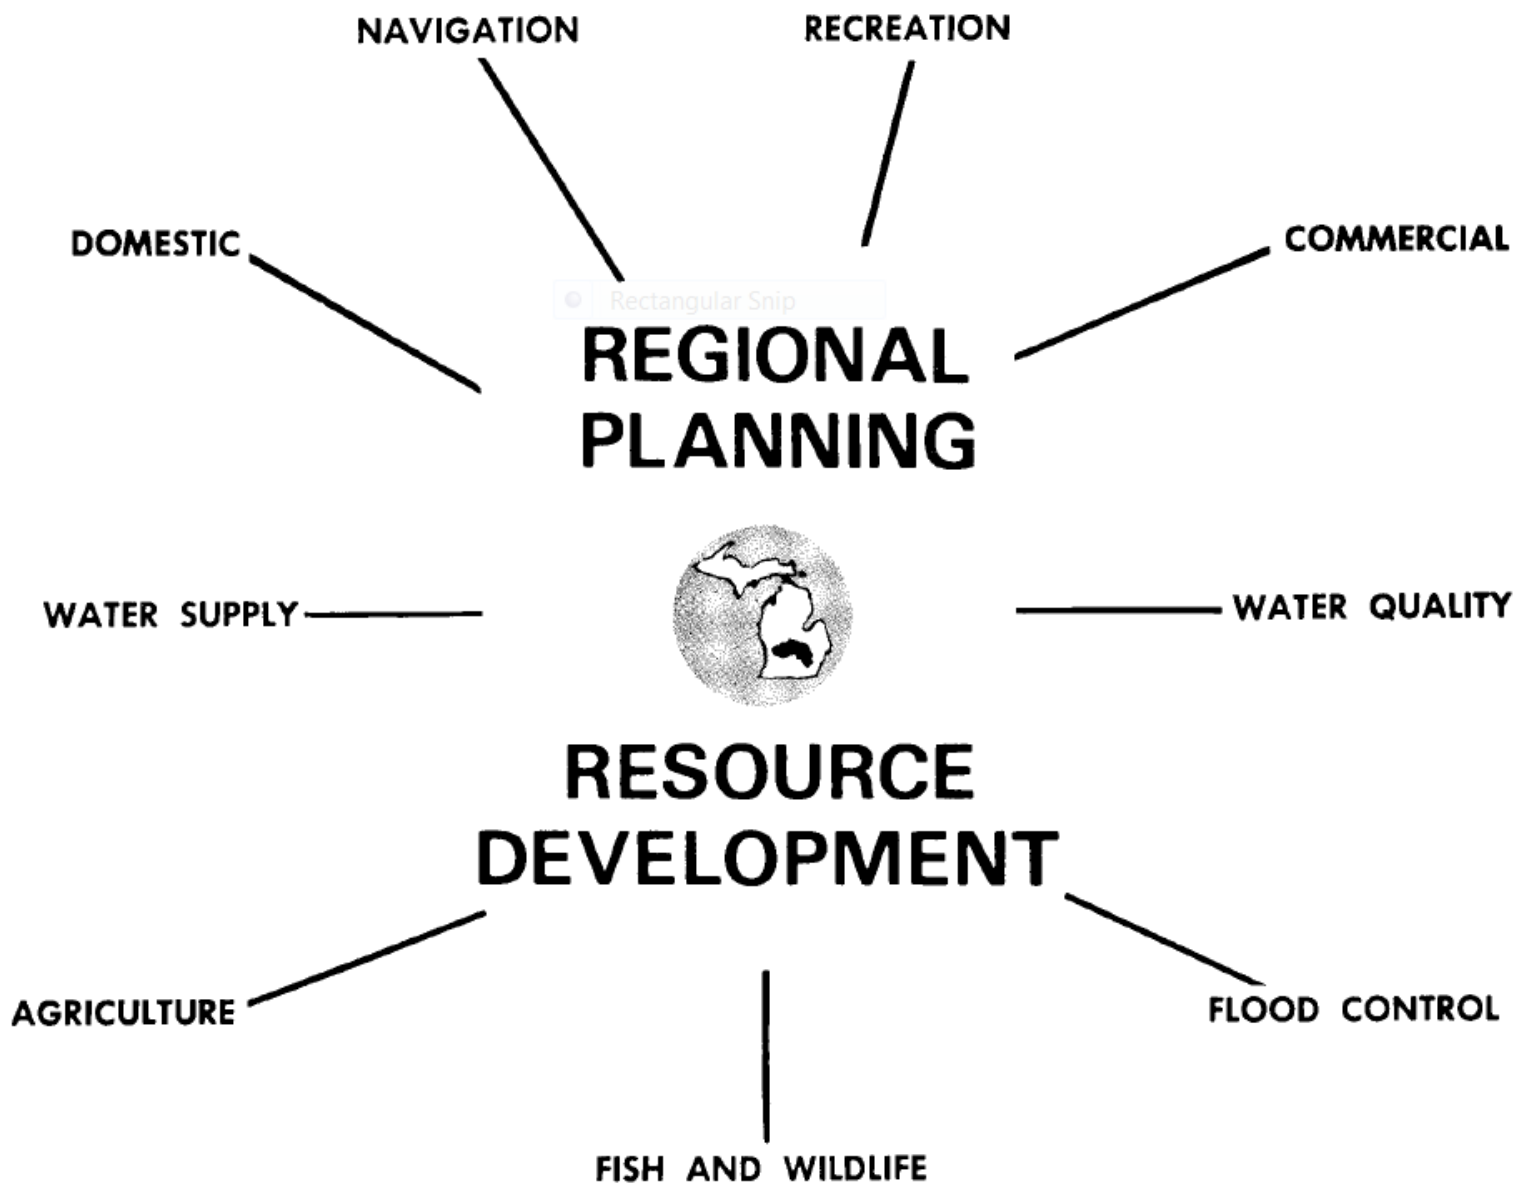 NAVIGATION
RECREATION
DOMESTIC
COMMERCIAL
Rectangular Snip
REGIONAL
PLANNING
WATER SUPPLY
WATER QUALITY
RESOURCE
DEVELOPMENT
AGRICULTURE
FLOOD CONTROL
FISH AND WILDLIFE